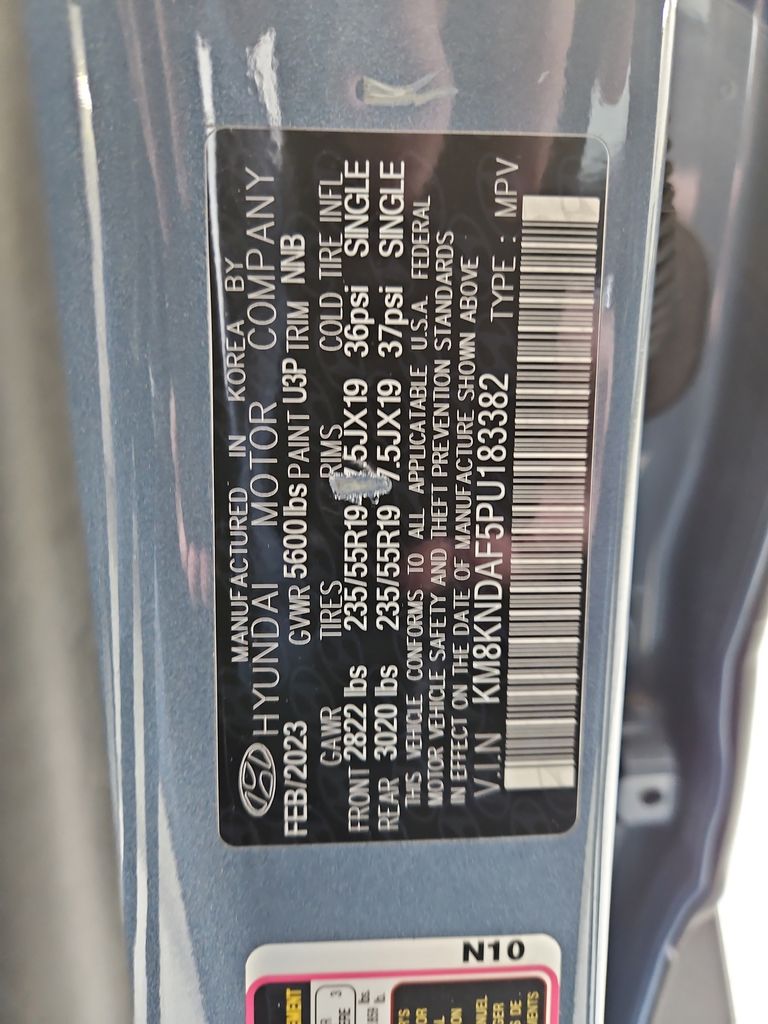 MANUFACTURED IN KOREA BY
HYUNDAI MOTOR COMPANY
FEB/2023 GVWR 5600lbs PAINT U3P TRIM NNB
GAWR TIRES RIMS COLD TIRE INFL
FRONT 2822 lbs 235/55R19 7.5JX19 36psi SINGLE
REAR 3020 lbs 235/55R19 7.5JX19 37psi SINGLE
THIS VEHICLE CONFORMS TO ALL APPLICATABLE U.S.A. FEDERAL
MOTOR VEHICLE SAFETY AND THEFT PREVENTION STANDARDS
IN EFFECT ON THE DATE OF MANUFACTURE SHOWN ABOVE
V.I.N KM8KNDAF5PU183382 TYPE : MPV
N10